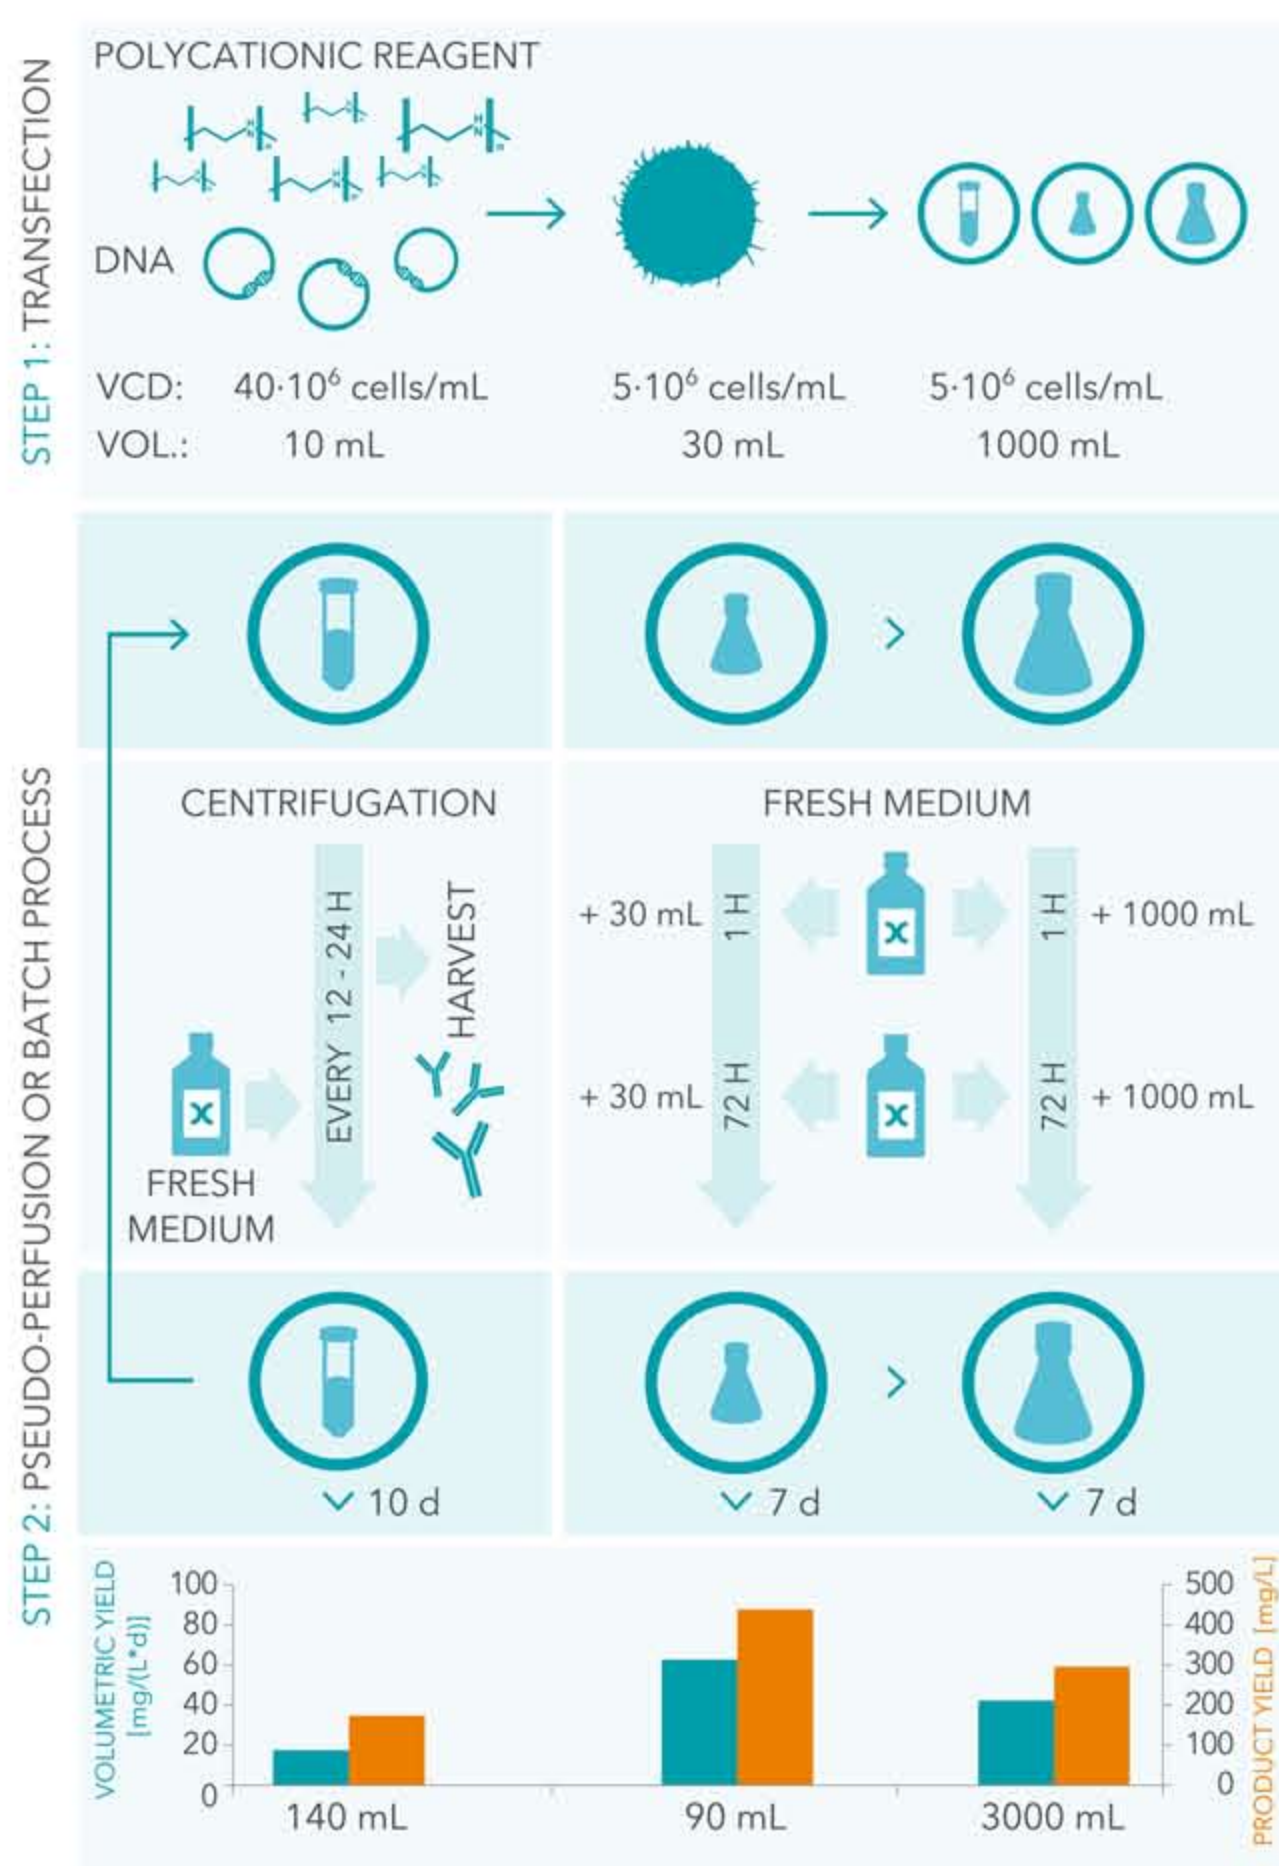 STEP 1: TRANSFECTION
POLYCATIONIC REAGENT
DNA
VCD: 40·10⁶ cells/mL 5·10⁶ cells/mL 5·10⁶ cells/mL
VOL.: 10 mL 30 mL 1000 mL
STEP 2: PSEUDO-PERFUSION OR BATCH PROCESS
>
CENTRIFUGATION
EVERY 12 - 24 H
HARVEST
X
FRESH
MEDIUM
FRESH MEDIUM
+ 30 mL 1 H X 1 H + 1000 mL
+ 30 mL 72 H X 72 H + 1000 mL
>
10 d 7 d 7 d
VOLUMETRIC YIELD
[mg/(L*d)]
100
80
60
40
20
0
500
400
300
200
100
0
PRODUCT YIELD [mg/L]
140 mL 90 mL 3000 mL